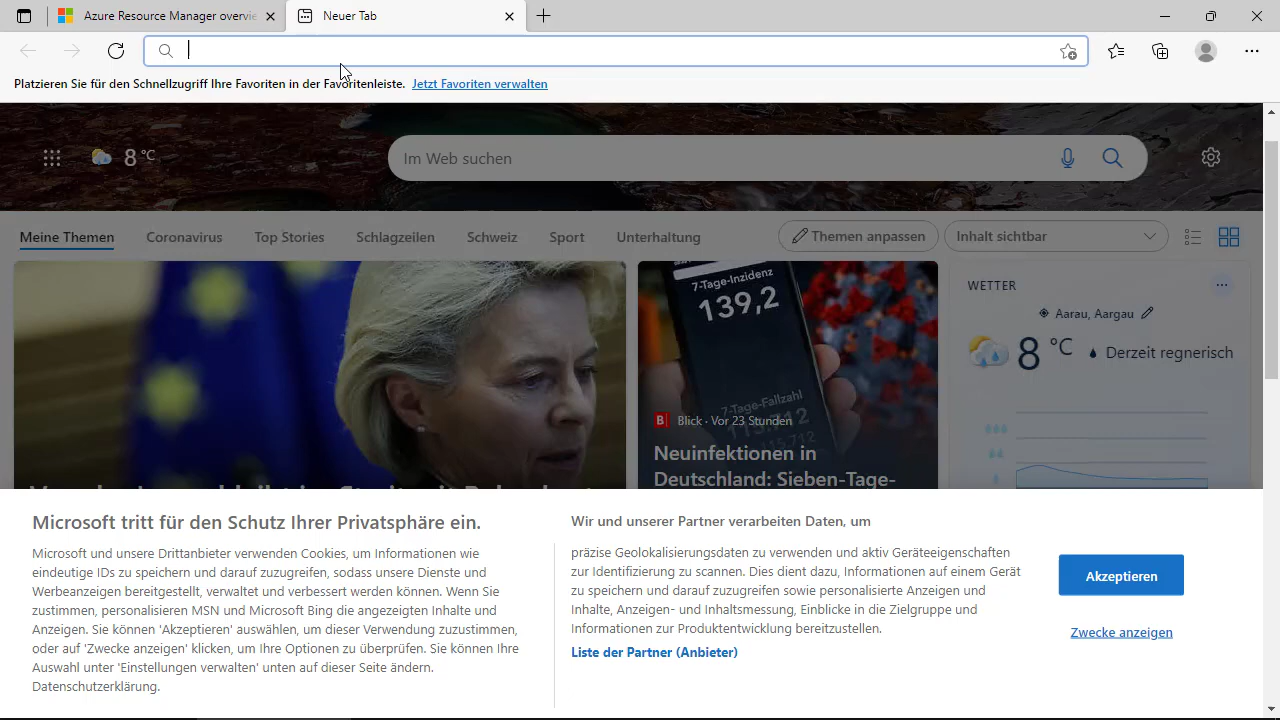 Azure Resource Manager overvie
Neuer Tab
Platzieren Sie für den Schnellzugriff Ihre Favoriten in der Favoritenleiste. Jetzt Favoriten verwalten
8 °C
Im Web suchen
Meine Themen Coronavirus Top Stories Schlagzeilen Schweiz Sport Unterhaltung
Themen anpassen
Inhalt sichtbar
7-Tage-Inzidenz
139,2
7-Tage-Fallzahl
Blick · Vor 23 Stunden
Neuinfektionen in
Deutschland: Sieben-Tage-
WETTER
Aarau, Aargau
8 °C
Derzeit regnerisch
Microsoft tritt für den Schutz Ihrer Privatsphäre ein.
Microsoft und unsere Drittanbieter verwenden Cookies, um Informationen wie
eindeutige IDs zu speichern und darauf zuzugreifen, sodass unsere Dienste und
Werbeanzeigen bereitgestellt, verwaltet und verbessert werden können. Wenn Sie
zustimmen, personalisieren MSN und Microsoft Bing die angezeigten Inhalte und
Anzeigen. Sie können 'Akzeptieren' auswählen, um dieser Verwendung zuzustimmen,
oder auf 'Zwecke anzeigen' klicken, um Ihre Optionen zu überprüfen. Sie können Ihre
Auswahl unter 'Einstellungen verwalten' unten auf dieser Seite ändern.
Datenschutzerklärung.
Wir und unserer Partner verarbeiten Daten, um
präzise Geolokalisierungsdaten zu verwenden und aktiv Geräteeigenschaften
zur Identifizierung zu scannen. Dies dient dazu, Informationen auf einem Gerät
zu speichern und darauf zuzugreifen sowie personalisierte Anzeigen und
Inhalte, Anzeigen- und Inhaltsmessung, Einblicke in die Zielgruppe und
Informationen zur Produktentwicklung bereitzustellen.
Liste der Partner (Anbieter)
Akzeptieren
Zwecke anzeigen